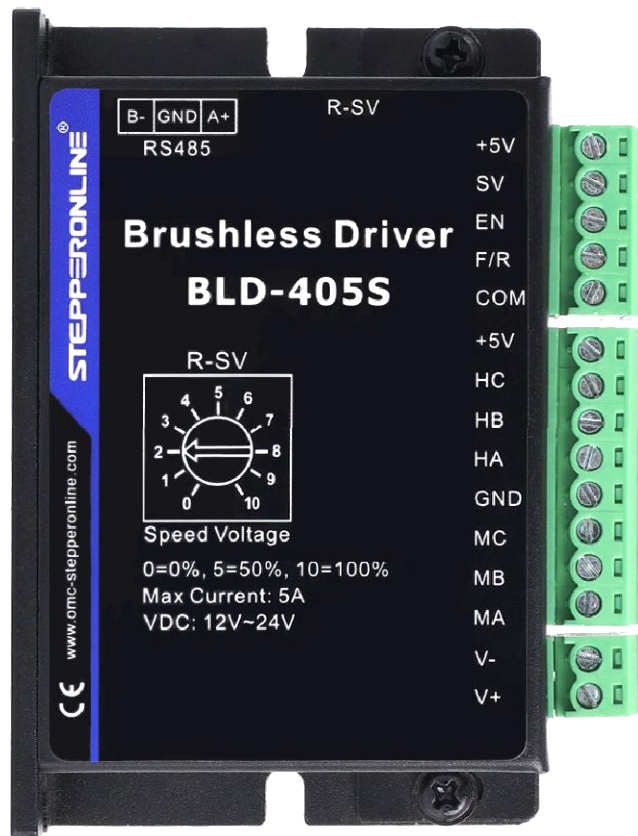 B- GND A+
RS485
R-SV
STEPPERONLINE®
www.omc-stepperonline.com
CE
Brushless Driver
BLD-405S
R-SV
0 1 2 3 4 5 6 7 8 9 10
Speed Voltage
0=0%, 5=50%, 10=100%
Max Current: 5A
VDC: 12V~24V
+5V
SV
EN
F/R
COM
+5V
HC
HB
HA
GND
MC
MB
MA
V-
V+